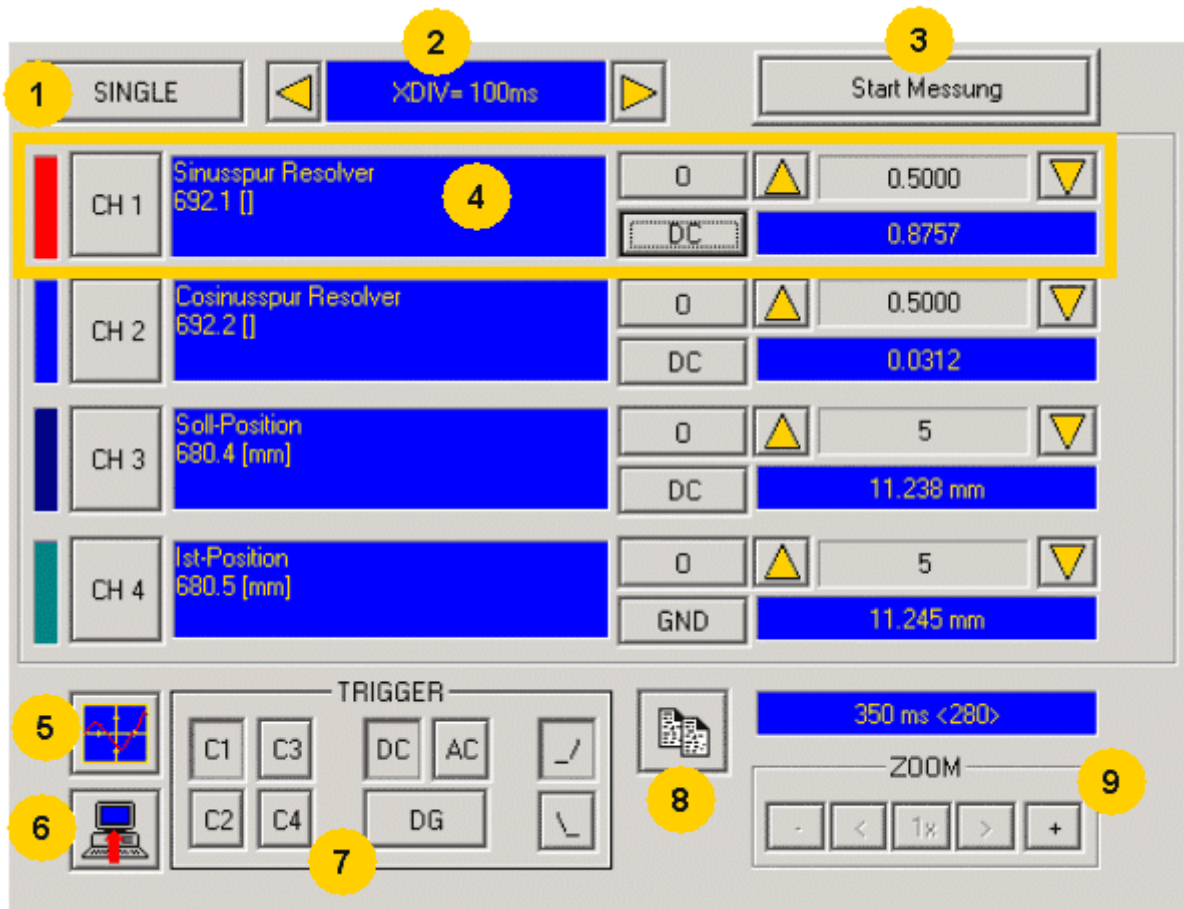 2
3
1
SINGLE
XDIV= 100ms
Start Messung
CH 1
Sinusspur Resolver
692.1 []
4
0
0.5000
DC
0.8757
CH 2
Cosinusspur Resolver
692.2 []
0
0.5000
DC
0.0312
CH 3
Soll-Position
680.4 [mm]
0
5
DC
11.238 mm
CH 4
Ist-Position
680.5 [mm]
0
5
GND
11.245 mm
5
6
TRIGGER
C1
C3
DC
AC
_/
C2
C4
DG
\_
7
8
350 ms <280>
ZOOM
9
-
<
1x
>
+